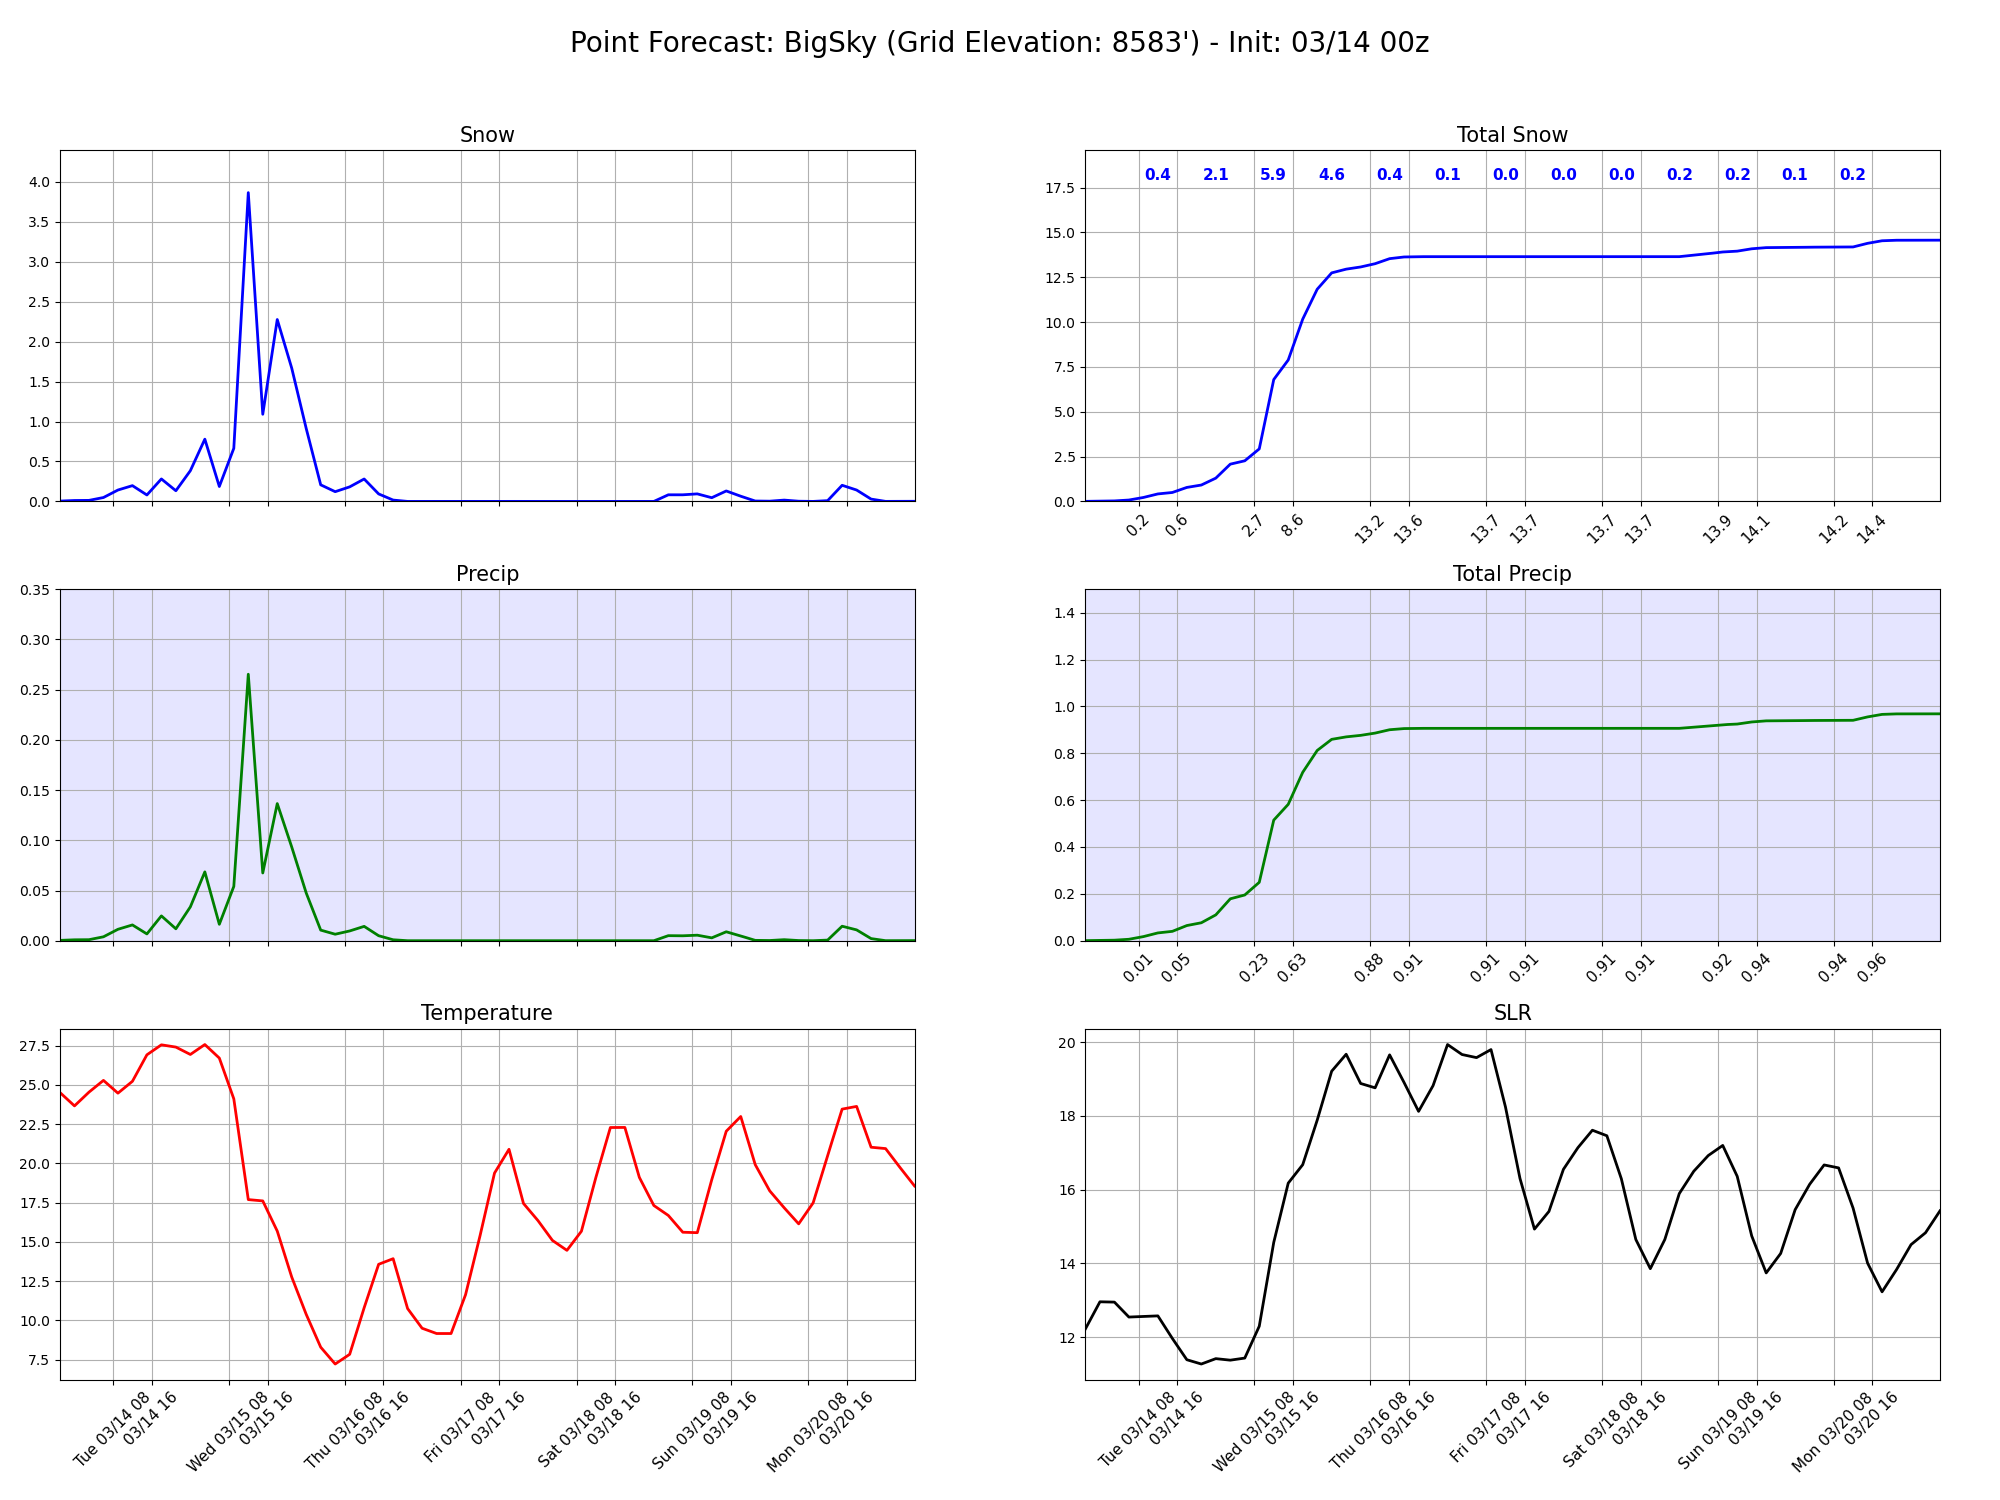 Point Forecast: BigSky (Grid Elevation: 8583') - Init: 03/14 00z
Snow
4.0
3.5
3.0
2.5
2.0
1.5
1.0
0.5
0.0
Total Snow
0.4 2.1 5.9 4.6 0.4 0.1 0.0 0.0 0.0 0.2 0.2 0.1 0.2
17.5
15.0
12.5
10.0
7.5
5.0
2.5
0.0
0.2 0.6 2.7 8.6 13.2 13.6 13.7 13.7 13.7 13.7 13.9 14.1 14.2 14.4
Precip
0.35
0.30
0.25
0.20
0.15
0.10
0.05
0.00
Total Precip
1.4
1.2
1.0
0.8
0.6
0.4
0.2
0.0
0.01 0.05 0.23 0.63 0.88 0.91 0.91 0.91 0.91 0.91 0.92 0.94 0.94 0.96
Temperature
27.5
25.0
22.5
20.0
17.5
15.0
12.5
10.0
7.5
Tue 03/14 08
03/14 16
Wed 03/15 08
03/15 16
Thu 03/16 08
03/16 16
Fri 03/17 08
03/17 16
Sat 03/18 08
03/18 16
Sun 03/19 08
03/19 16
Mon 03/20 08
03/20 16
SLR
20
18
16
14
12
Tue 03/14 08
03/14 16
Wed 03/15 08
03/15 16
Thu 03/16 08
03/16 16
Fri 03/17 08
03/17 16
Sat 03/18 08
03/18 16
Sun 03/19 08
03/19 16
Mon 03/20 08
03/20 16